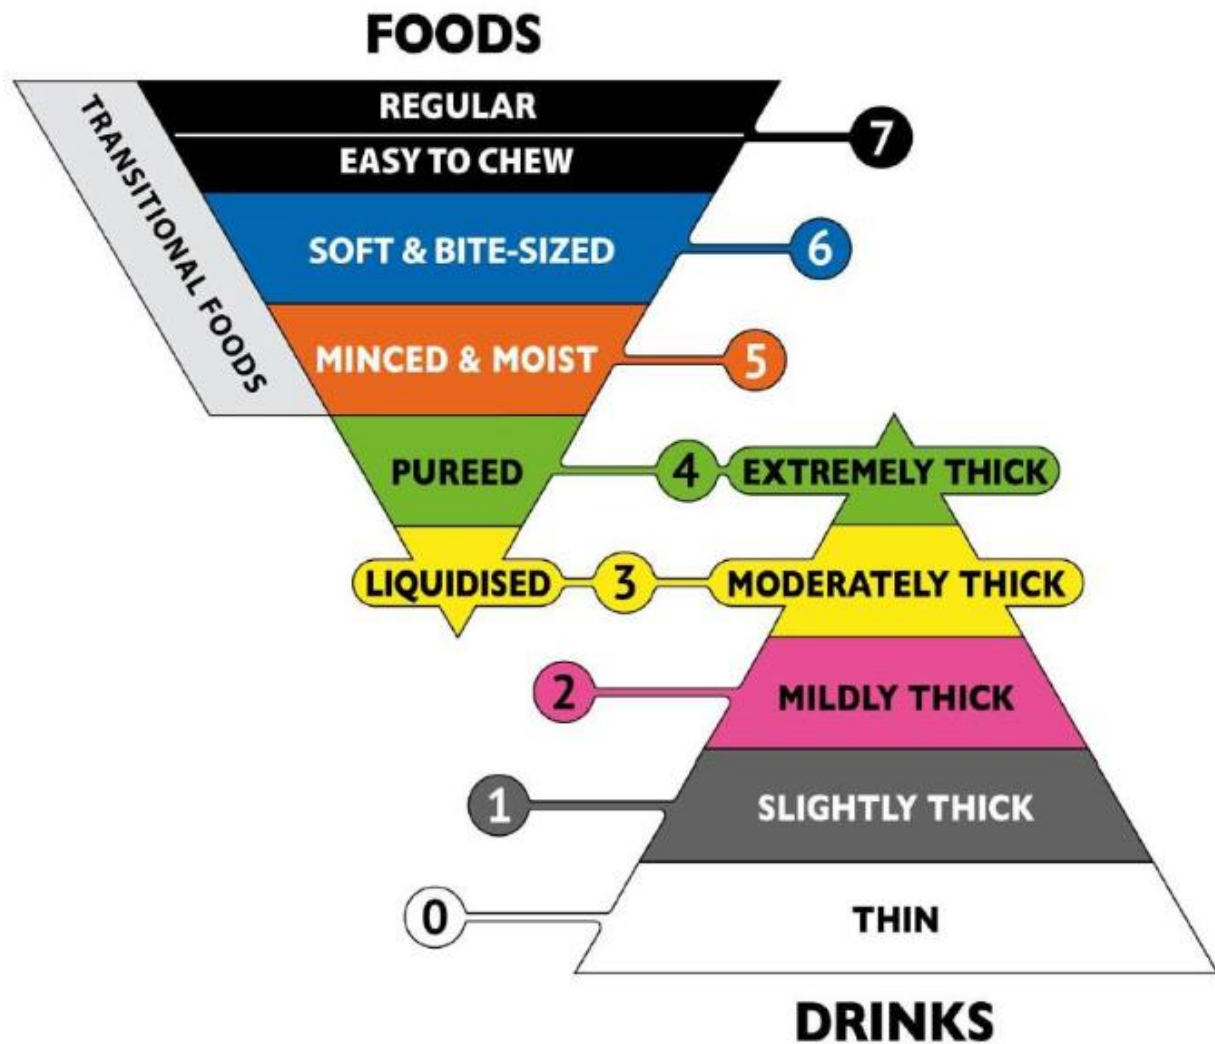 FOODS
TRANSITIONAL FOODS
REGULAR
EASY TO CHEW
7
SOFT & BITE-SIZED
6
MINCED & MOIST
5
PUREED
4
EXTREMELY THICK
LIQUIDISED
3
MODERATELY THICK
2
MILDLY THICK
1
SLIGHTLY THICK
0
THIN
DRINKS